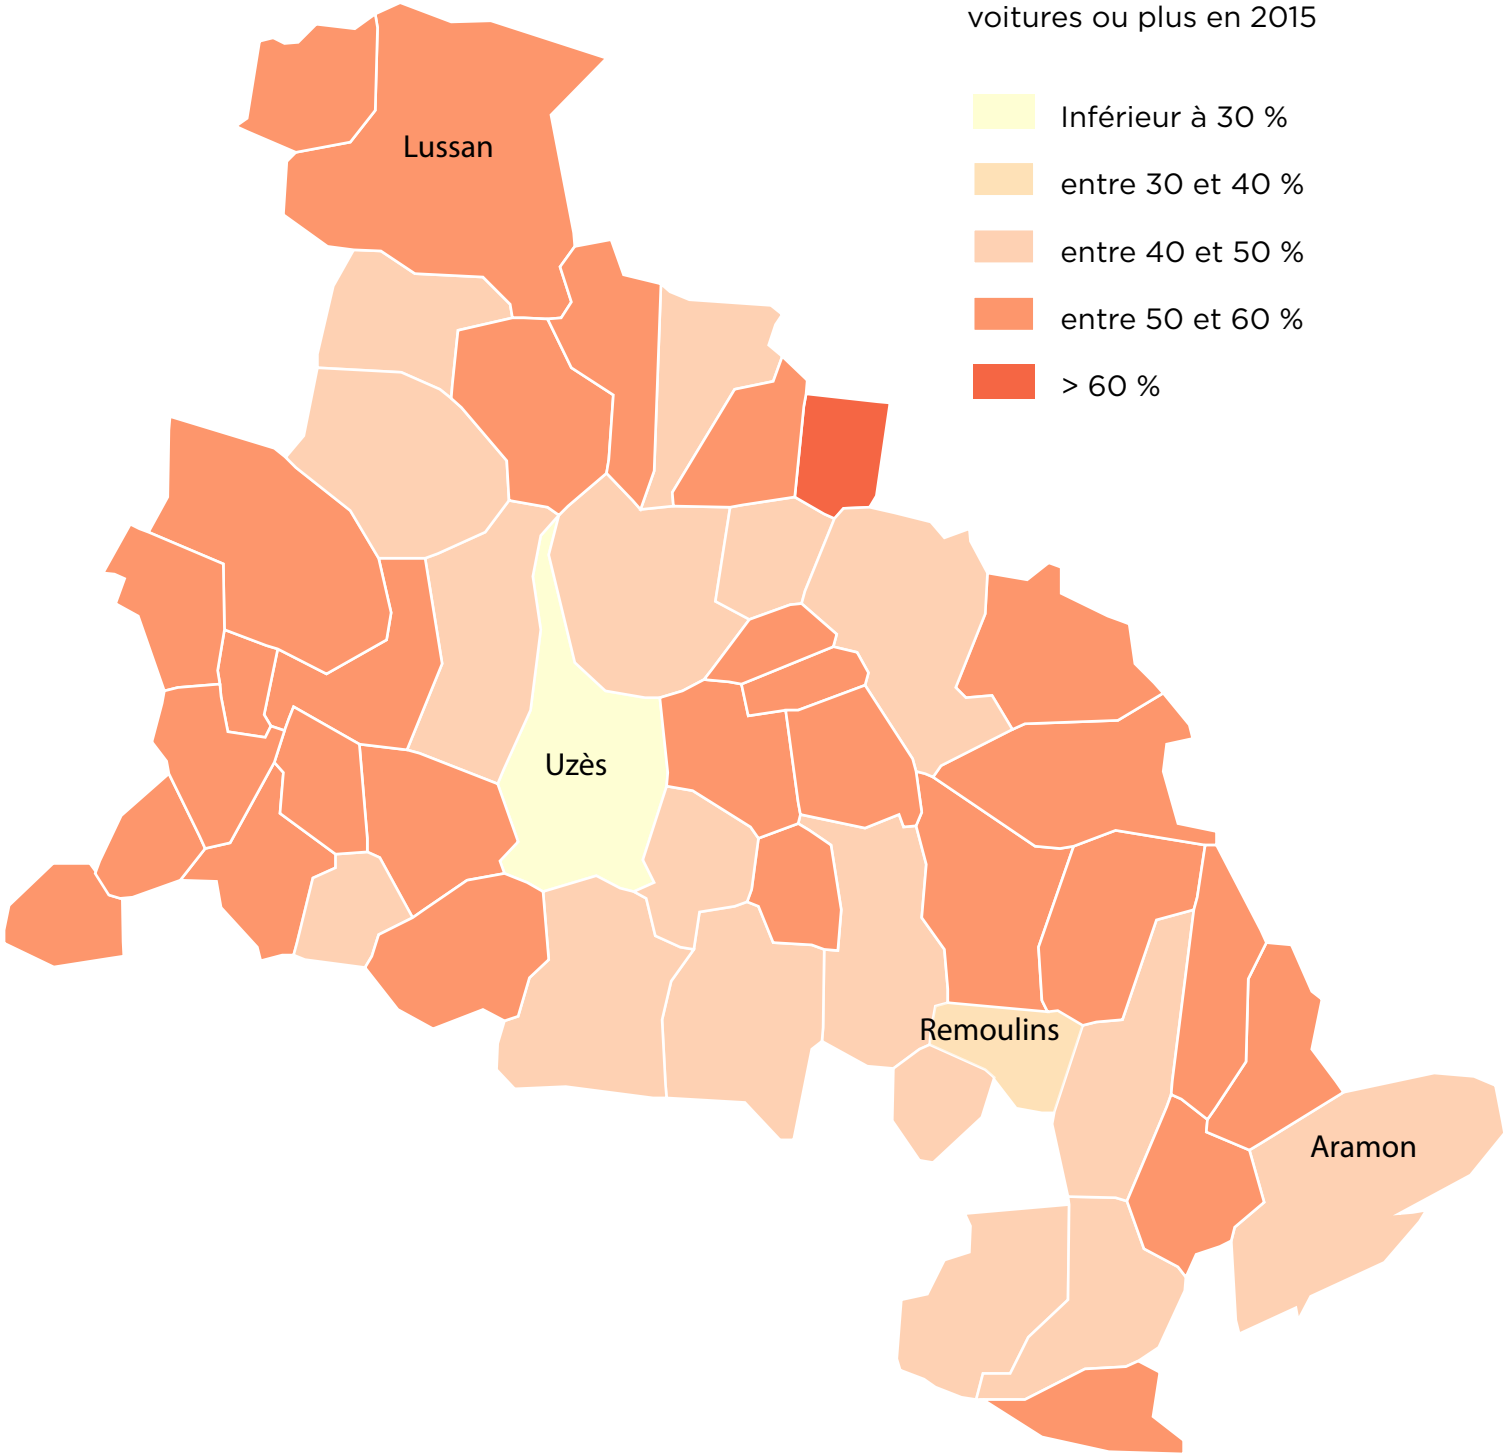 voitures ou plus en 2015
Inférieur à 30 %
entre 30 et 40 %
entre 40 et 50 %
entre 50 et 60 %
> 60 %
Lussan
Uzès
Remoulins
Aramon